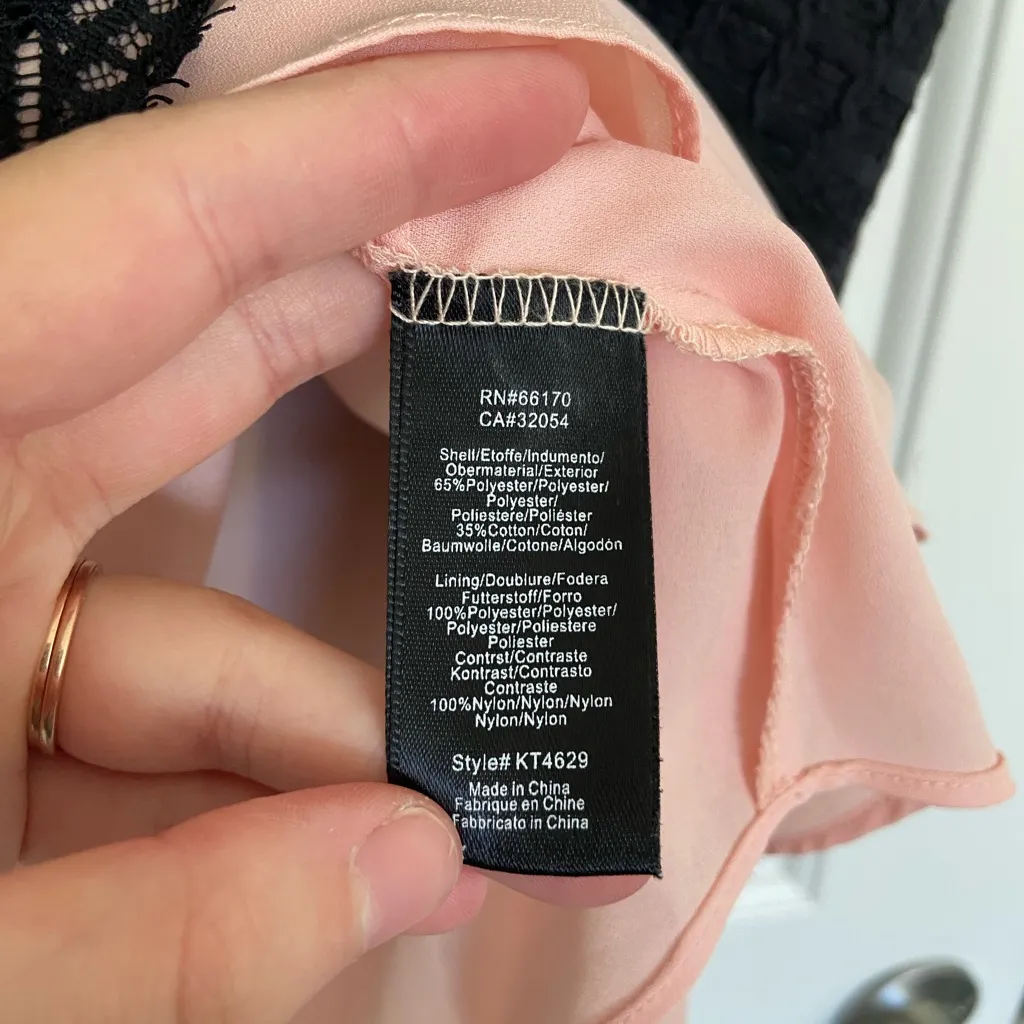 RN#66170
CA#32054
Shell/Etoffe/Indumento/
Obermaterial/Exterior
65%Polyester/Polyester/
Polyester/
Poliestere/Poliéster
35%Cotton/Coton/
Baumwolle/Cotone/Algodón
Lining/Doublure/Fodera
Futterstoff/Forro
100%Polyester/Polyester/
Polyester/Poliestere
Poliester
Contrst/Contraste
Kontrast/Contrasto
Contraste
100%Nylon/Nylon/Nylon
Nylon/Nylon
Style# KT4629
Made in China
Fabrique en Chine
Fabbricato in China